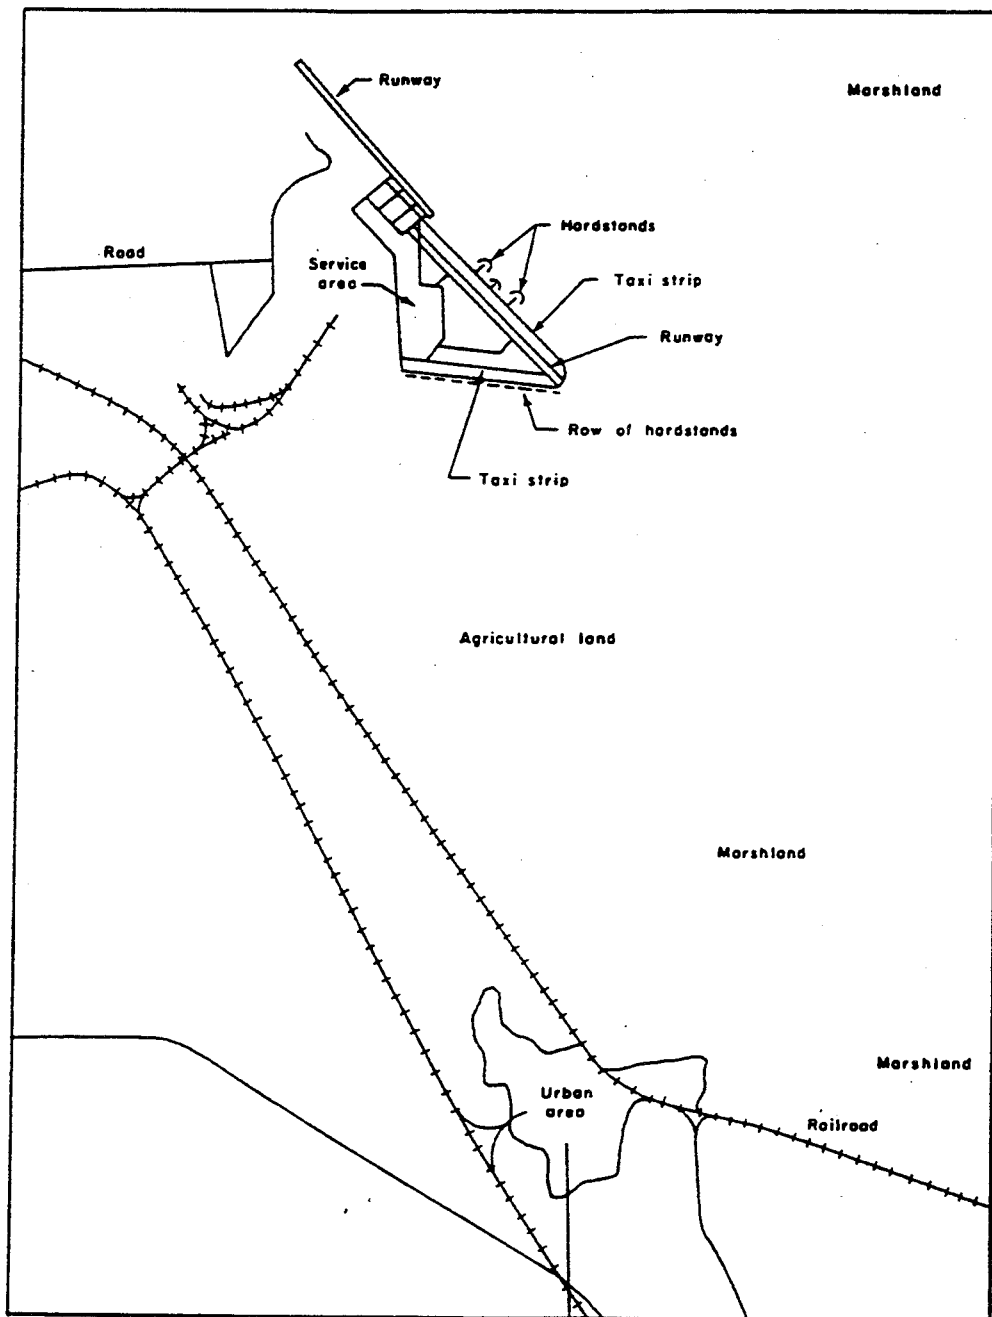 Runway
Marshland
Hardstands
Road
Service
area
Taxi strip
Runway
Row of hardstands
Taxi strip
Agricultural land
Marshland
Marshland
Urban
area
Railroad